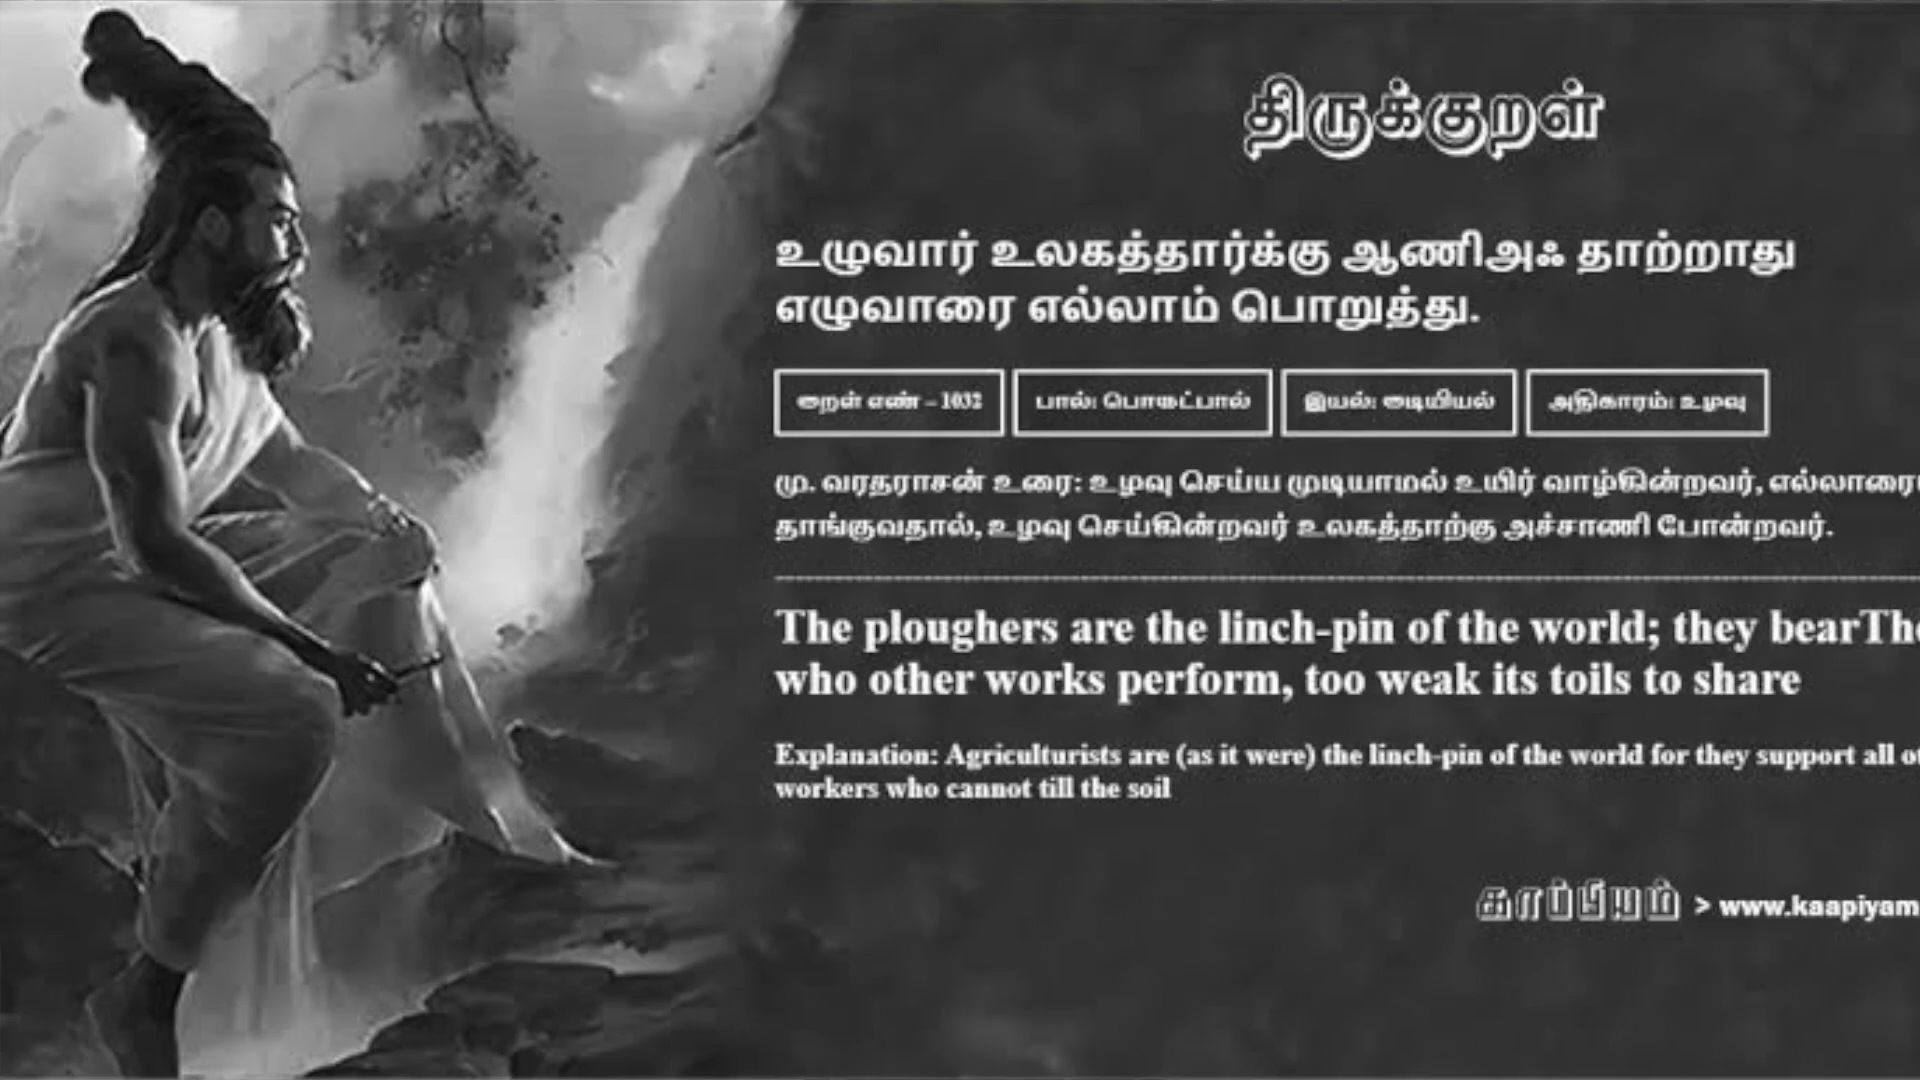 திருக்குறள்
உழுவார் உலகத்தார்க்கு ஆணிஅஃ தாற்றாது
எழுவாரை எல்லாம் பொறுத்து.
குறள் எண் – 1032
பால்: பொருட்பால்
இயல்: குடியியல்
அதிகாரம்: உழவு
மு. வரதராசன் உரை: உழவு செய்ய முடியாமல் உயிர் வாழ்கின்றவர், எல்லாரை
தாங்குவதால், உழவு செய்கின்றவர் உலகத்தாற்கு அச்சாணி போன்றவர்.
The ploughers are the linch-pin of the world; they bearTho
who other works perform, too weak its toils to share
Explanation: Agriculturists are (as it were) the linch-pin of the world for they support all ot
workers who cannot till the soil
காப்பியம் > www.kaapiyam